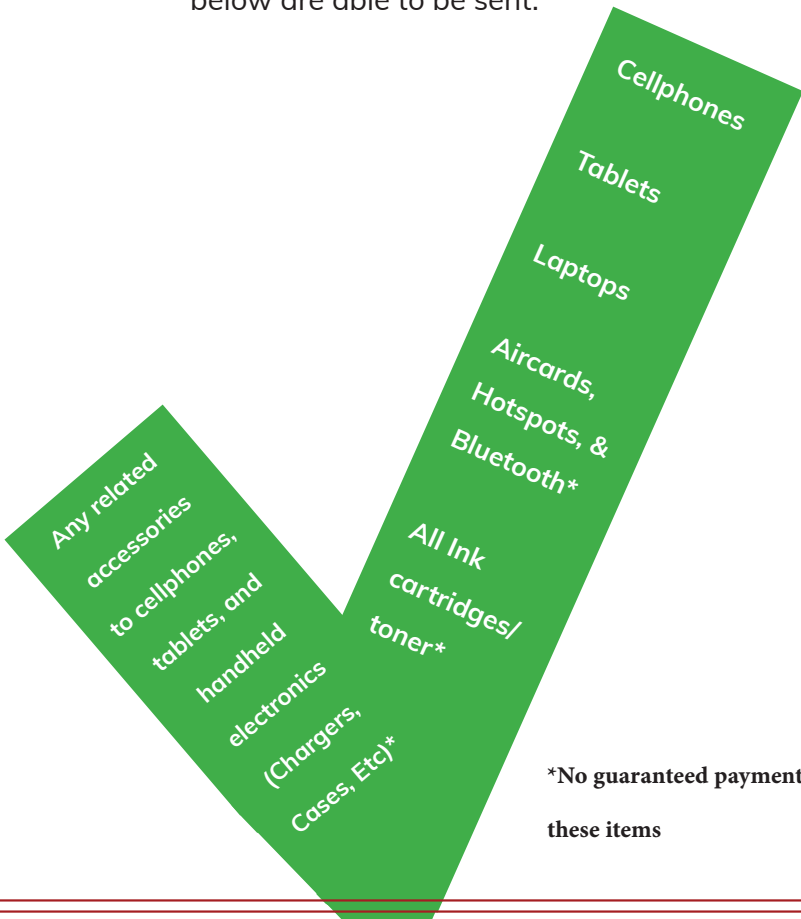 below are able to be sent.
Cellphones
Tablets
Laptops
Aircards,
Hotspots, &
Bluetooth*
All Ink
cartridges/
toner*
Any related
accessories
to cellphones,
tablets, and
handheld
electronics
(Chargers,
Cases, Etc)*
*No guaranteed payment
these items